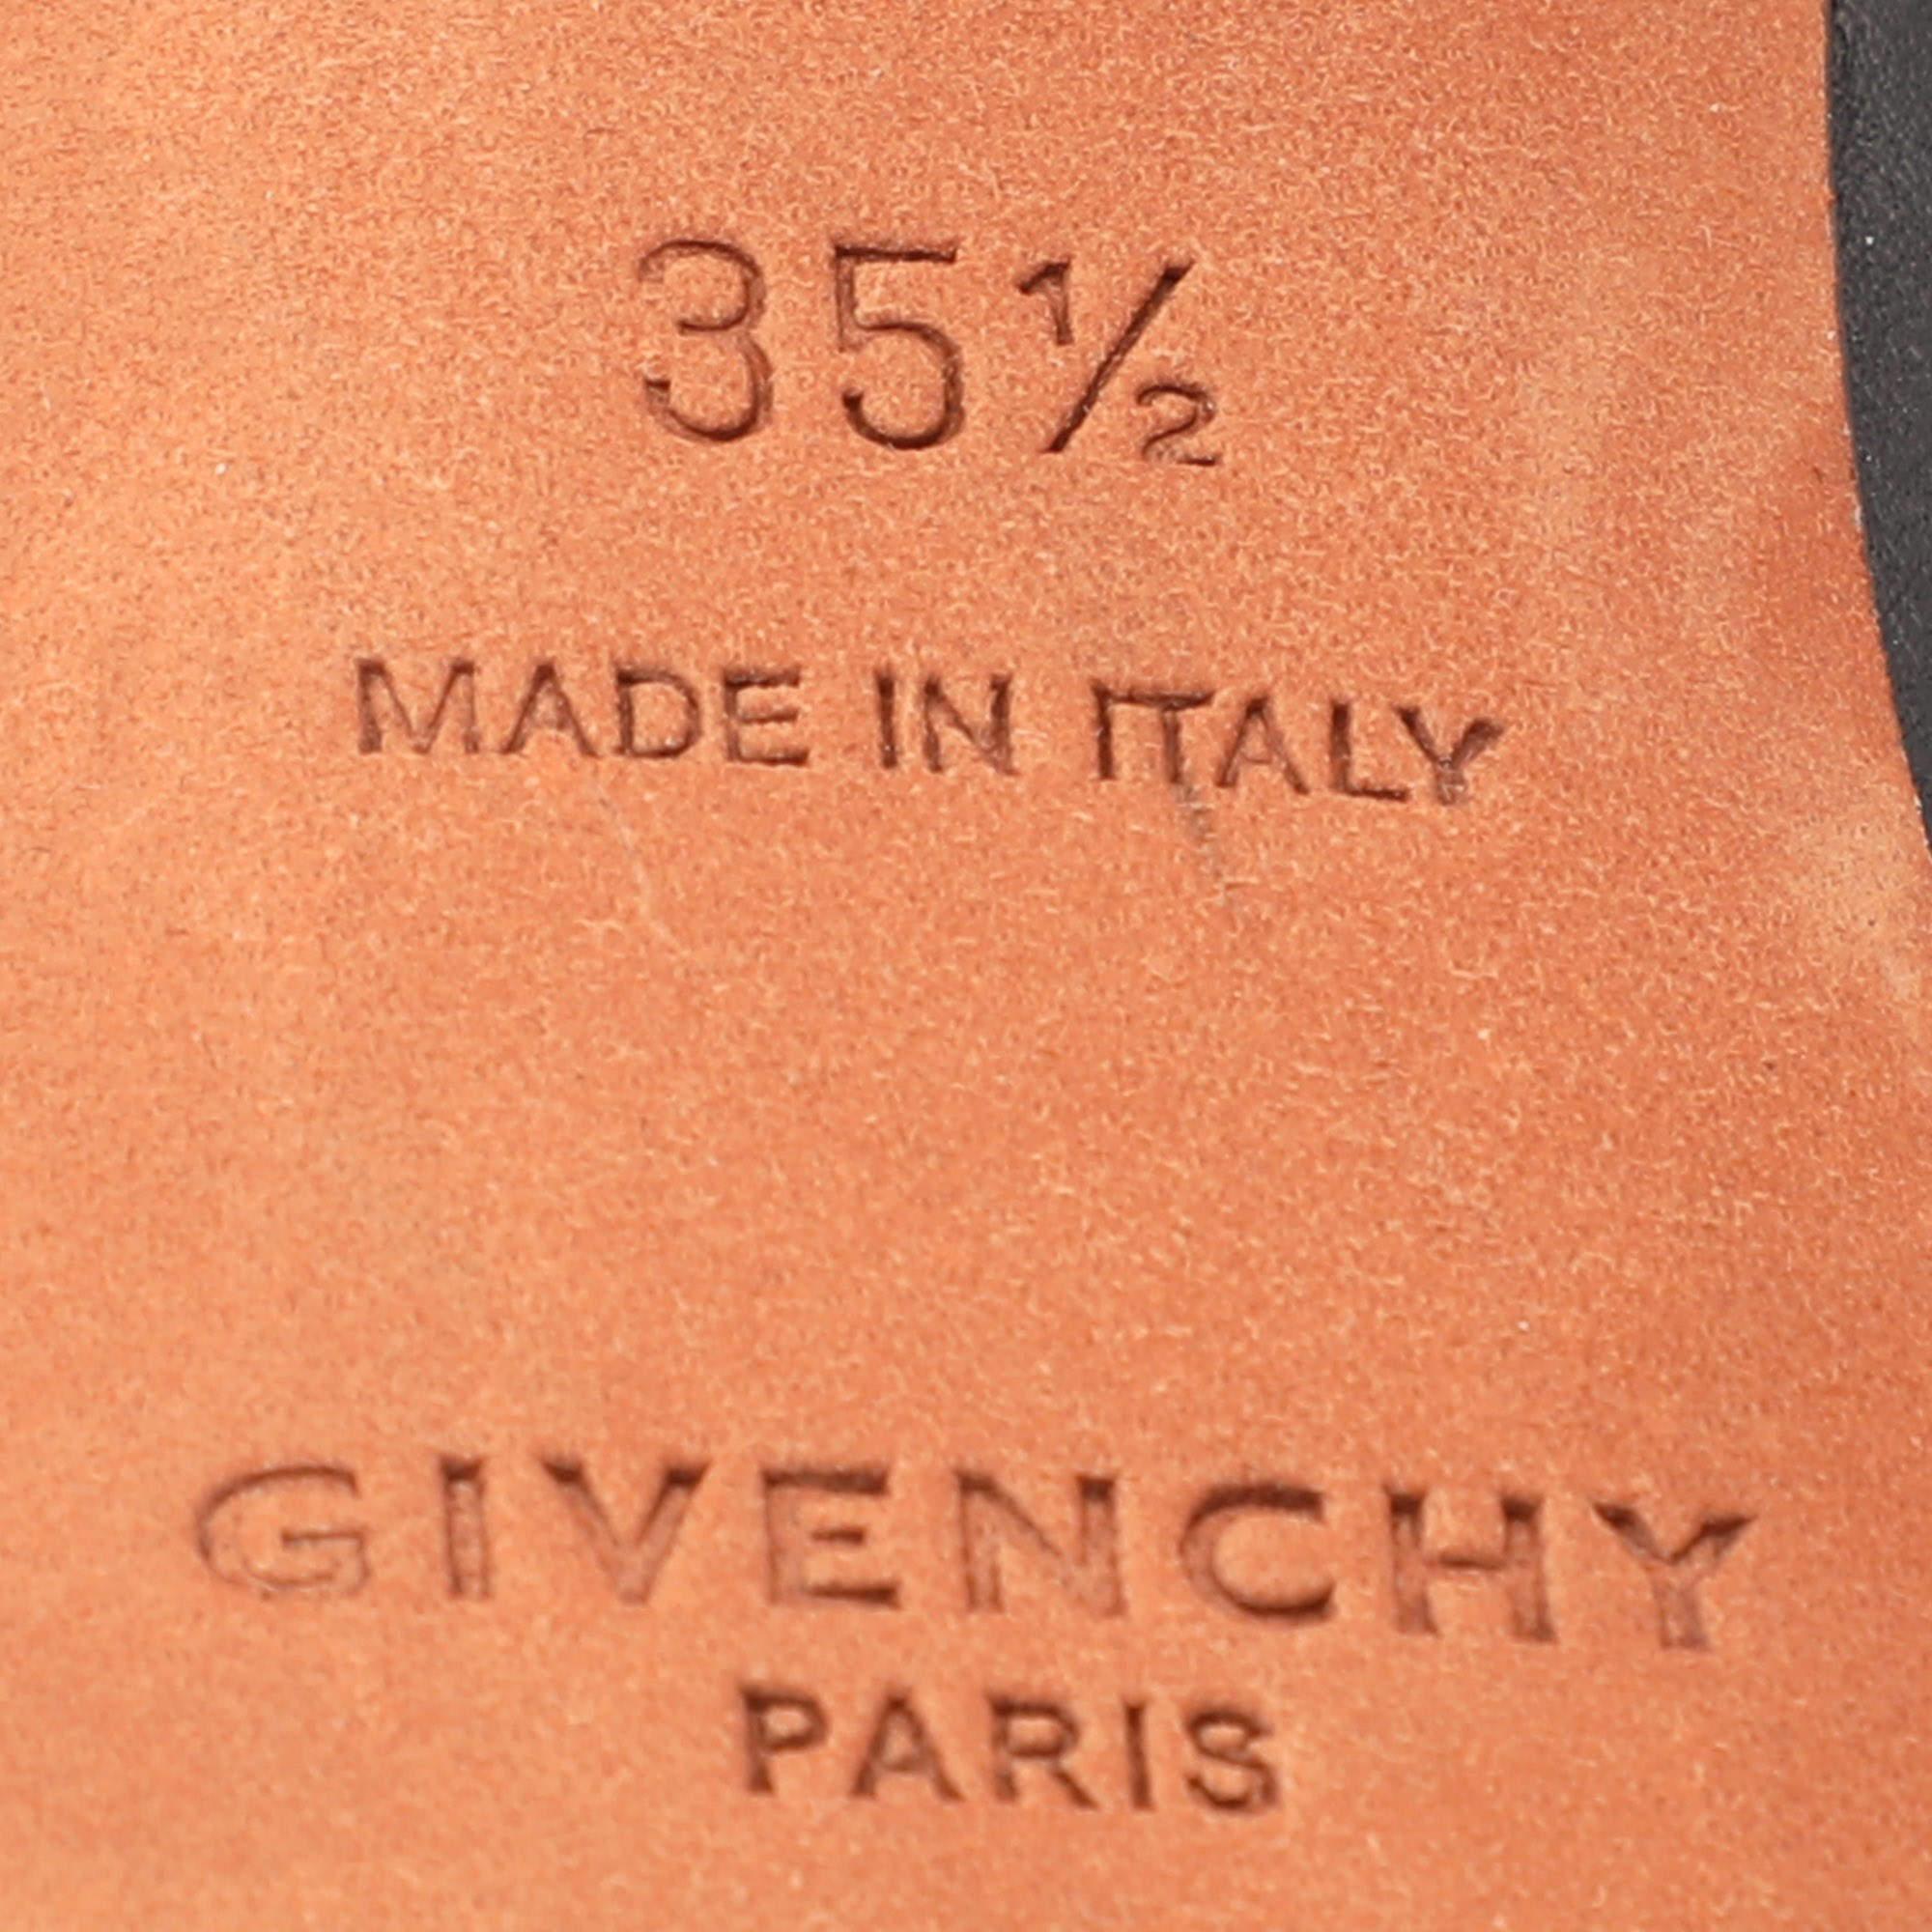 35½
MADE IN ITALY
GIVENCHY
PARIS